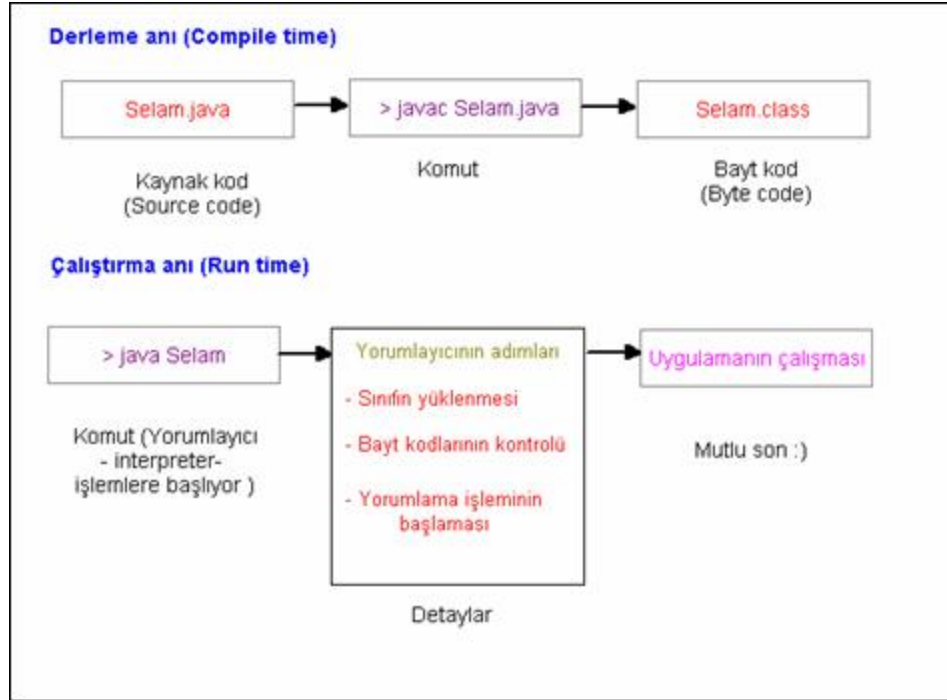 Derleme anı (Compile time)
Selam.java
> javac Selam.java
Selam.class
Kaynak kod
(Source code)
Komut
Bayt kod
(Byte code)
Çalıştırma anı (Run time)
> java Selam
Yorumlayıcının adımları
- Sınıfın yüklenmesi
- Bayt kodlarının kontrolü
- Yorumlama işleminin
başlaması
Uygulamanın çalışması
Komut (Yorumlayıcı
- interpreter-
işlemlere başlıyor )
Mutlu son :)
Detaylar